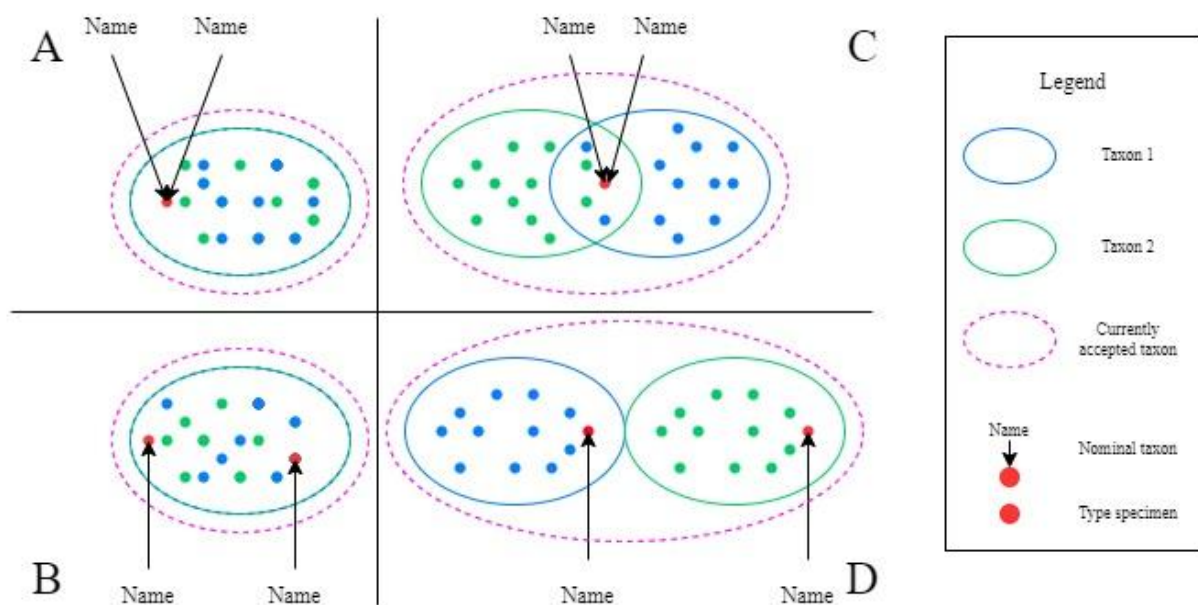 A
Name
Name
Name
Name
C
B
Name
Name
Name
Name
D
Legend
Taxon 1
Taxon 2
Currently
accepted taxon
Name
Nominal taxon
Type specimen